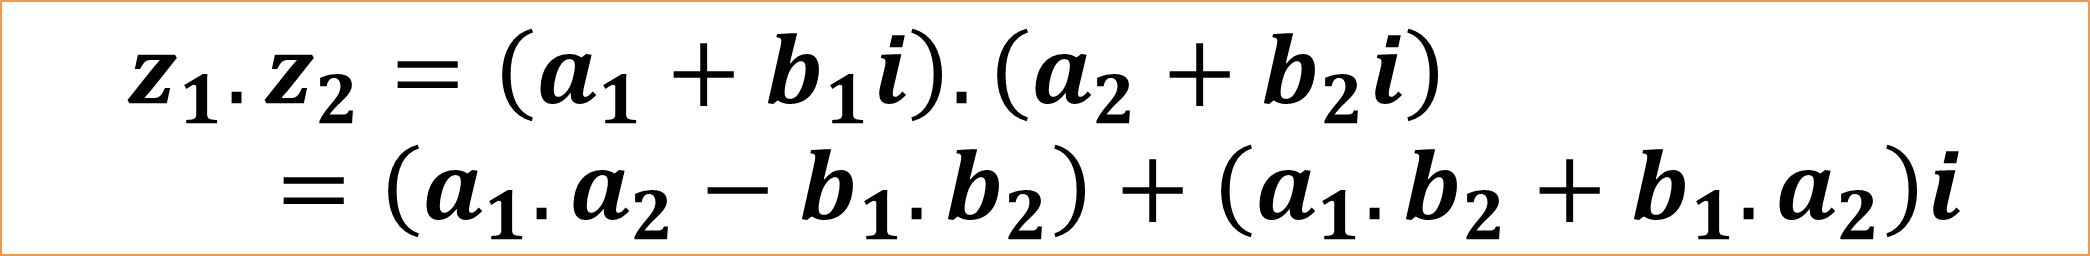 z₁. z₂ = (a₁ + b₁i). (a₂ + b₂i)
= (a₁. a₂ − b₁. b₂) + (a₁. b₂ + b₁. a₂)i